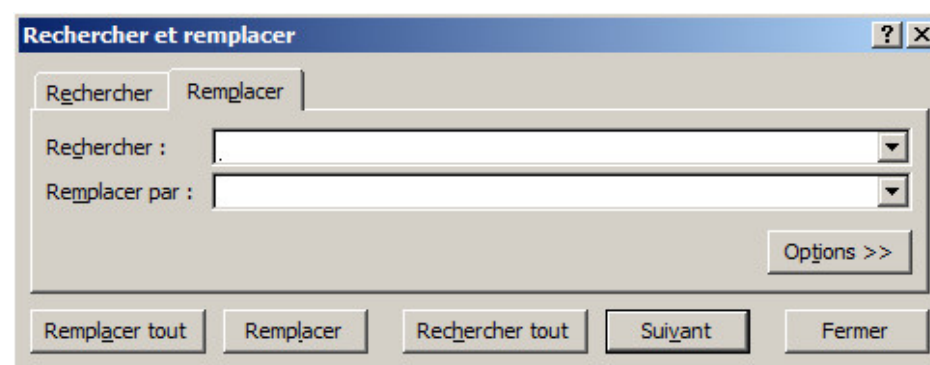 Rechercher et remplacer ? X
Rechercher Remplacer
Rechercher : .
Remplacer par :
Options >>
Remplacer tout Remplacer Rechercher tout Suivant Fermer